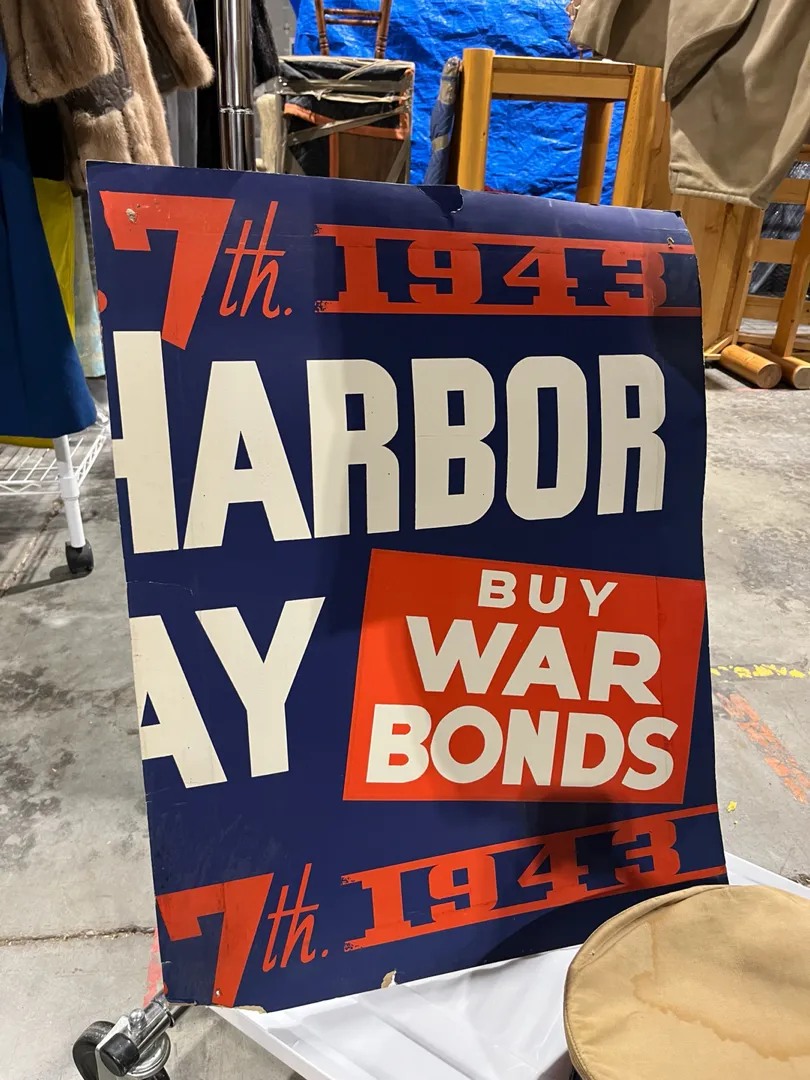 7th. 1943
HARBOR
AY
BUY
WAR
BONDS
7th. 1943